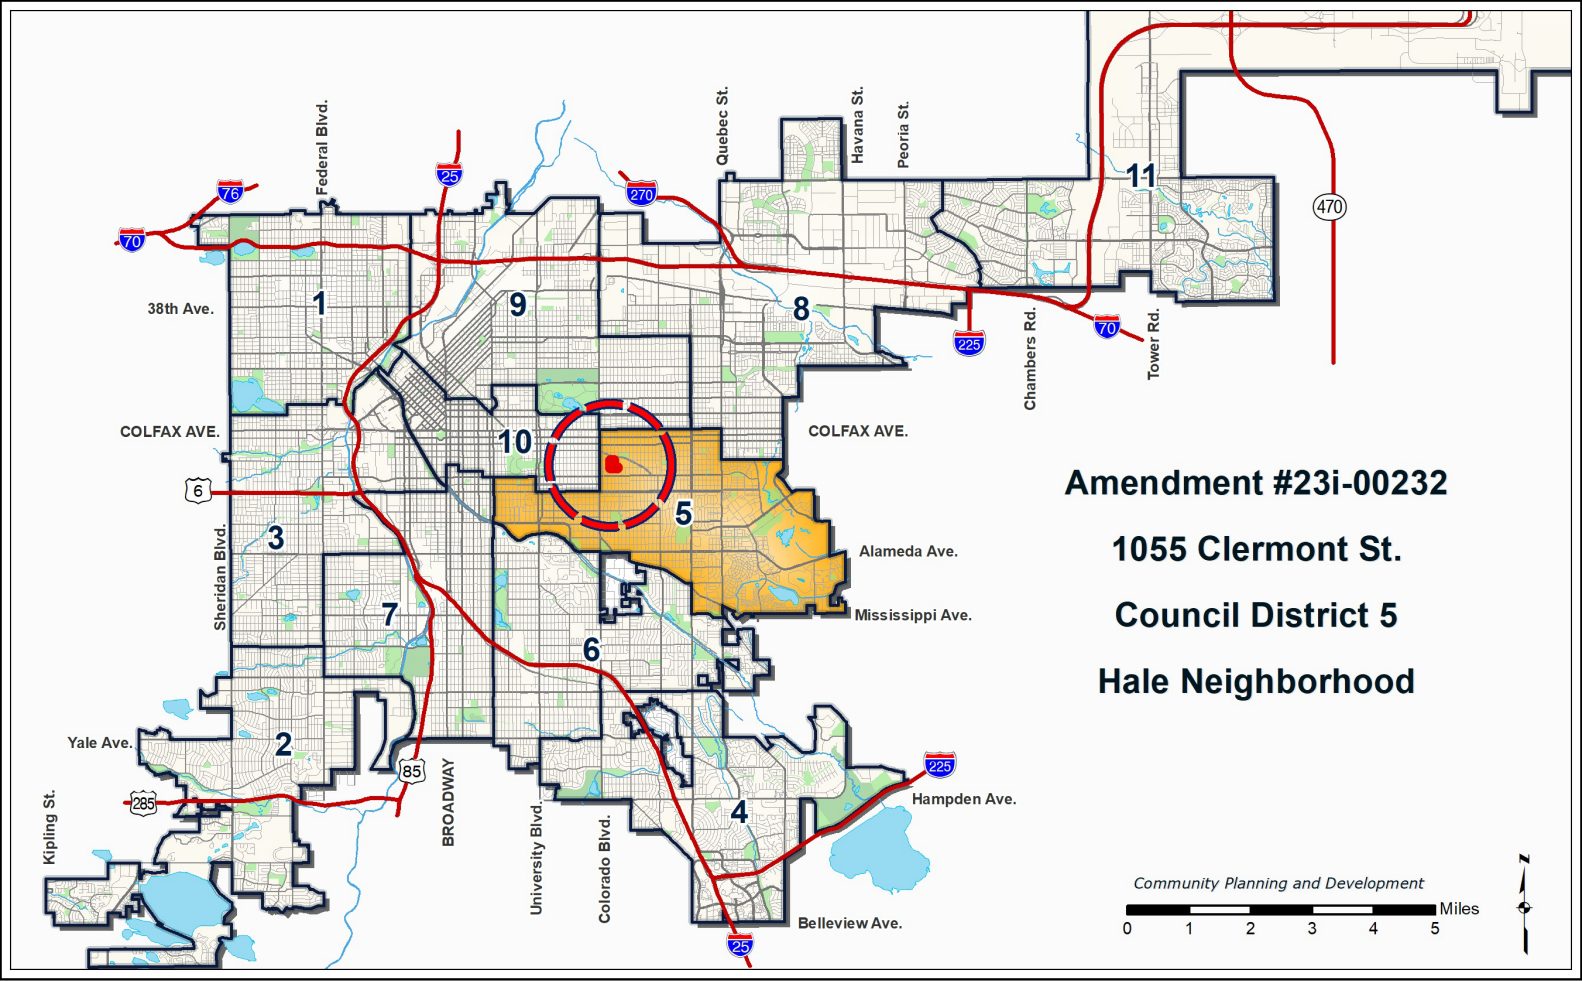 Federal Blvd.
Quebec St.
Havana St.
Peoria St.
76
25
270
11
470
70
38th Ave.
1
9
8
225
70
Chambers Rd.
Tower Rd.
COLFAX AVE.
10
COLFAX AVE.
6
5
3
Sheridan Blvd.
Alameda Ave.
7
Mississippi Ave.
6
Yale Ave.
2
85
225
285
Kipling St.
BROADWAY
University Blvd.
Colorado Blvd.
4
Hampden Ave.
Belleview Ave.
25
Amendment #23i-00232
1055 Clermont St.
Council District 5
Hale Neighborhood
Community Planning and Development
Miles
0 1 2 3 4 5
N